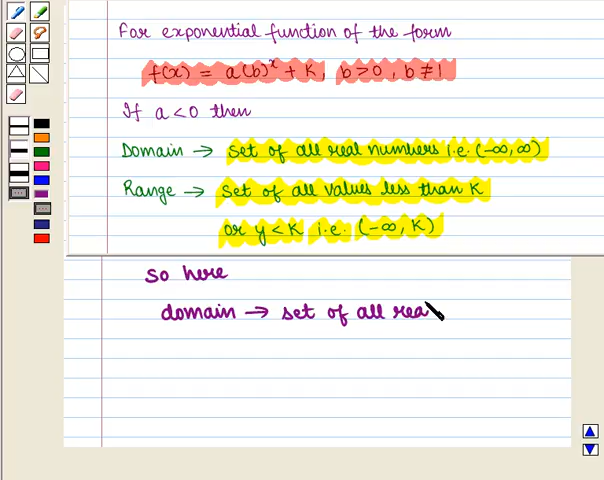 For exponential function of the form
f(x) = a(b)^x + K, b>0, b≠1
If a<0 then
Domain → set of all real numbers i.e. (-∞,∞)
Range → set of all values less than K
or y<K i.e. (-∞, K)
so here
domain → set of all rea